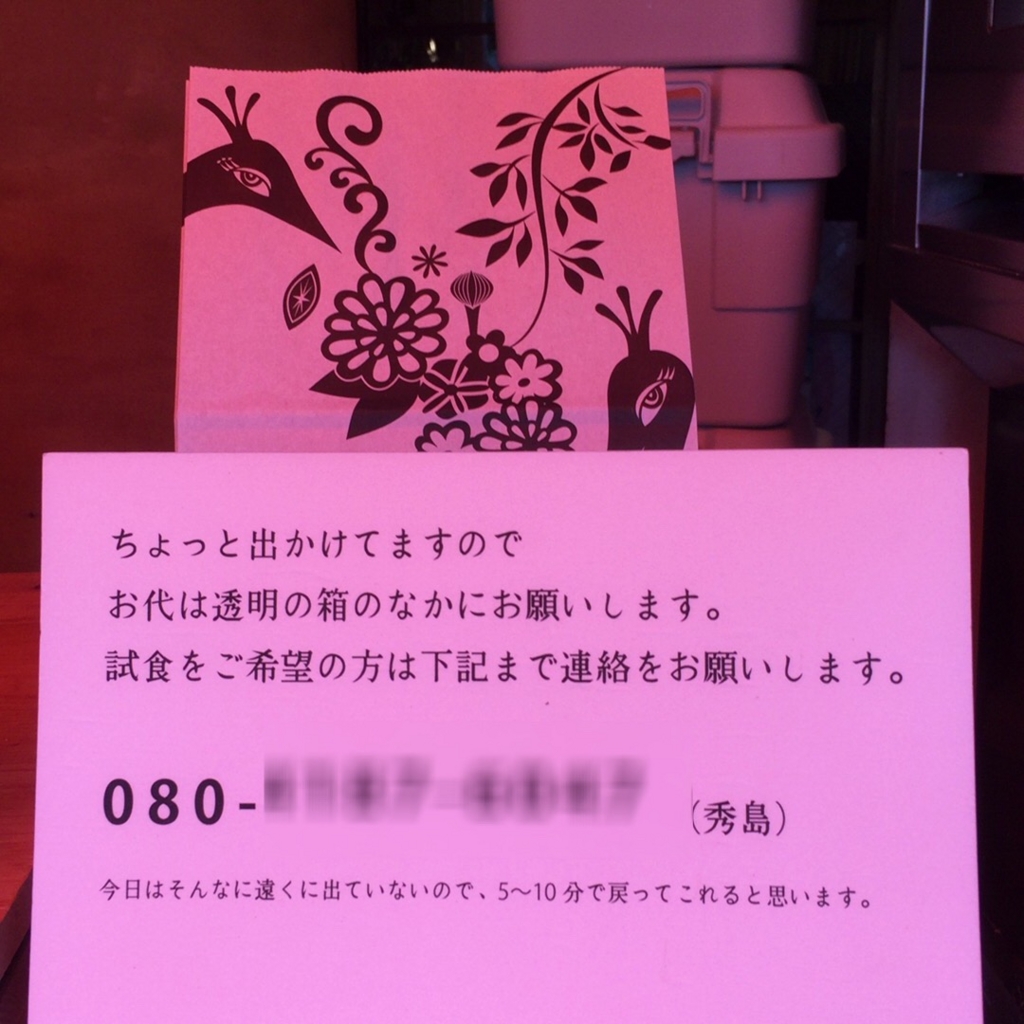 ちょっと出かけてますので
お代は透明の箱のなかにお願いします。
試食をご希望の方は下記まで連絡をお願いします。
080- (秀島)
今日はそんなに遠くに出ていないので、5〜10分で戻ってこれると思います。